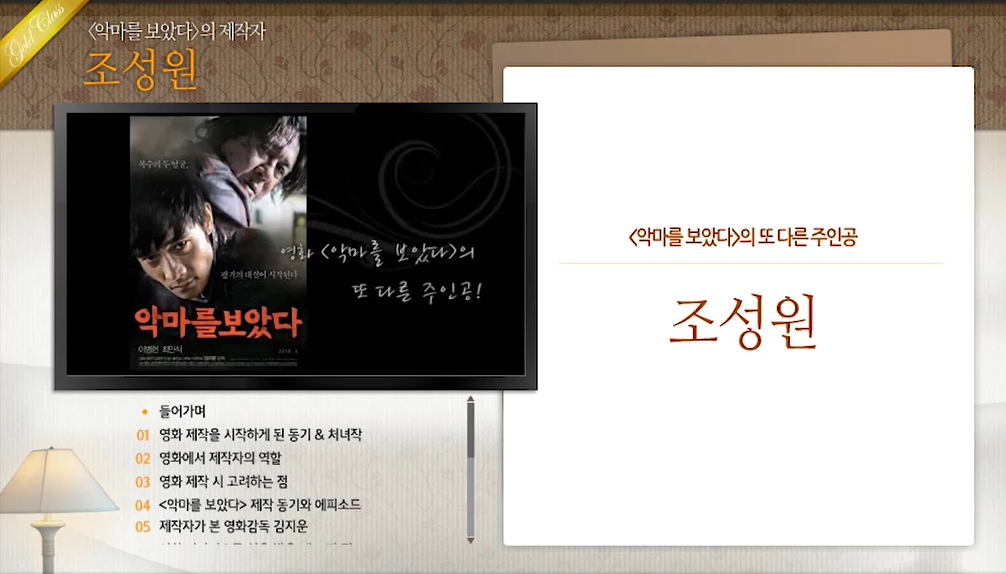 Gold Class
<악마를 보았다>의 제작자
조성원
복수의 두 얼굴,
광기의 대결이 시작된다
악마를보았다
이병헌 최민식
영화 <악마를 보았다>의
또 다른 주인공!
들어가며
01 영화 제작을 시작하게 된 동기 & 처녀작
02 영화에서 제작자의 역할
03 영화 제작 시 고려하는 점
04 <악마를 보았다> 제작 동기와 에피소드
05 제작자가 본 영화감독 김지운
<악마를 보았다>의 또 다른 주인공
조성원